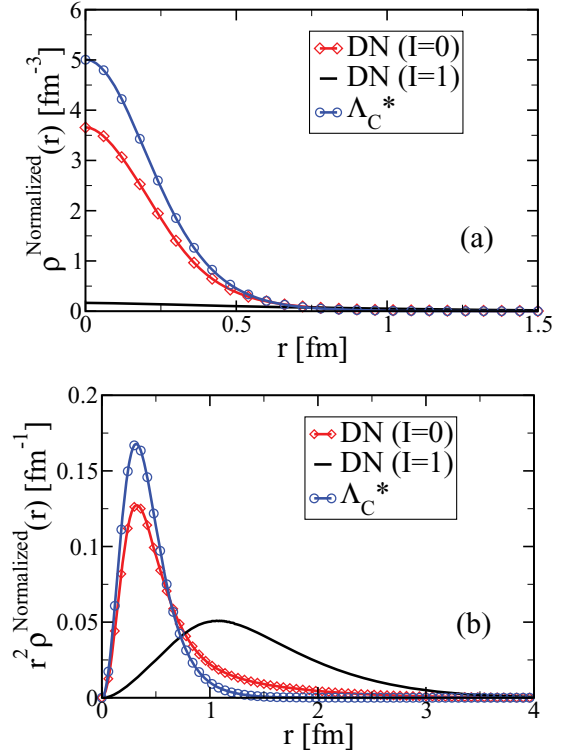 6
5
4
3
2
1
0
ρ^Normalized(r) [fm^-3]
DN (I=0)
DN (I=1)
Λ_C*
(a)
0 0.5 1 1.5
r [fm]
0.2
0.15
0.1
0.05
0
r^2 ρ^Normalized(r) [fm^-1]
DN (I=0)
DN (I=1)
Λ_C*
(b)
0 1 2 3 4
r [fm]